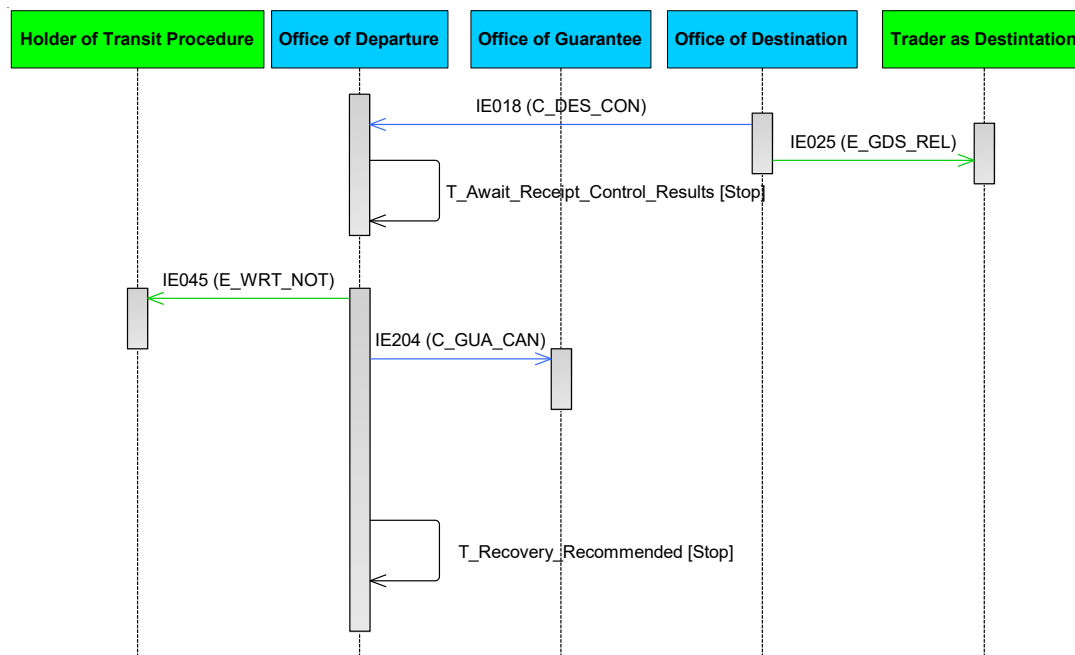 Holder of Transit Procedure
Office of Departure
Office of Guarantee
Office of Destination
Trader as Destintation
IE018 (C_DES_CON)
IE025 (E_GDS_REL)
T_Await_Receipt_Control_Results [Stop]
IE045 (E_WRT_NOT)
IE204 (C_GUA_CAN)
T_Recovery_Recommended [Stop]